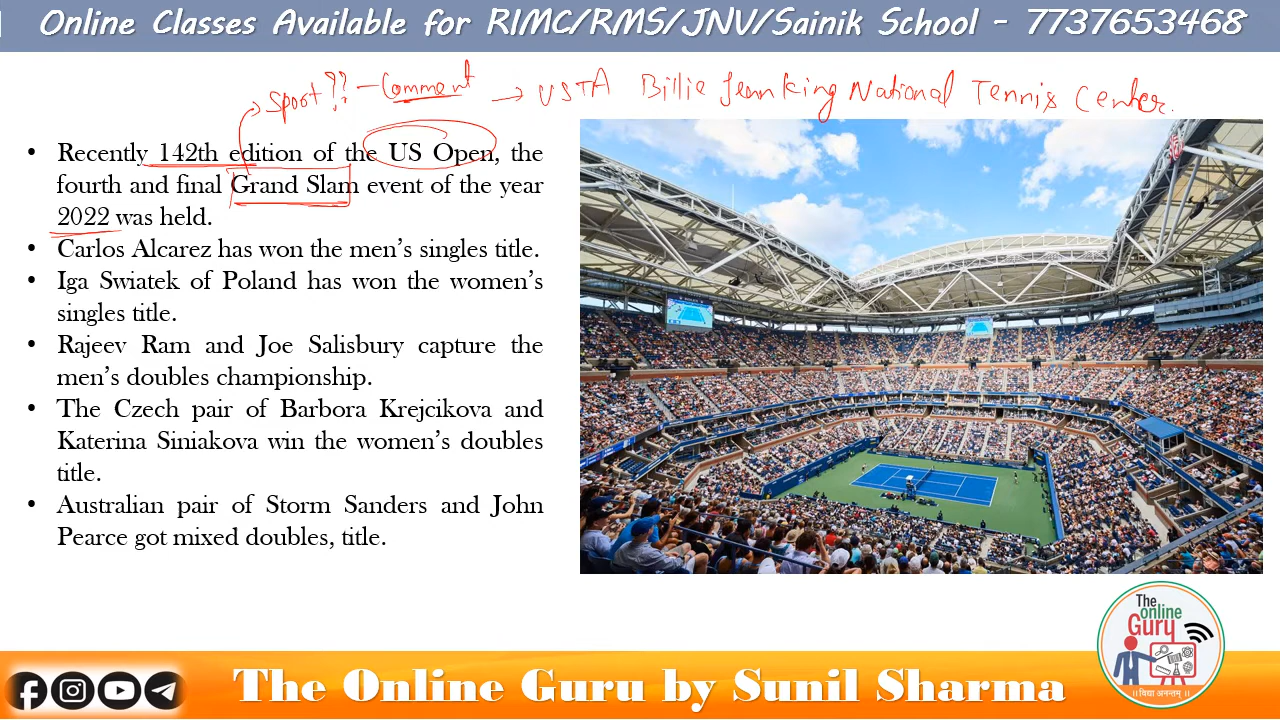 Online Classes Available for RIMC/RMS/JNV/Sainik School - 7737653468
Sport ?? - Comment → USTA Billie Jean King National Tennis Center.
• Recently 142th edition of the US Open, the
fourth and final Grand Slam event of the year
2022 was held.
• Carlos Alcarez has won the men's singles title.
• Iga Swiatek of Poland has won the women's
singles title.
• Rajeev Ram and Joe Salisbury capture the
men's doubles championship.
• The Czech pair of Barbora Krejcikova and
Katerina Siniakova win the women's doubles
title.
• Australian pair of Storm Sanders and John
Pearce got mixed doubles, title.
The
online
Gury
॥विद्या अनन्तम्॥
The Online Guru by Sunil Sharma